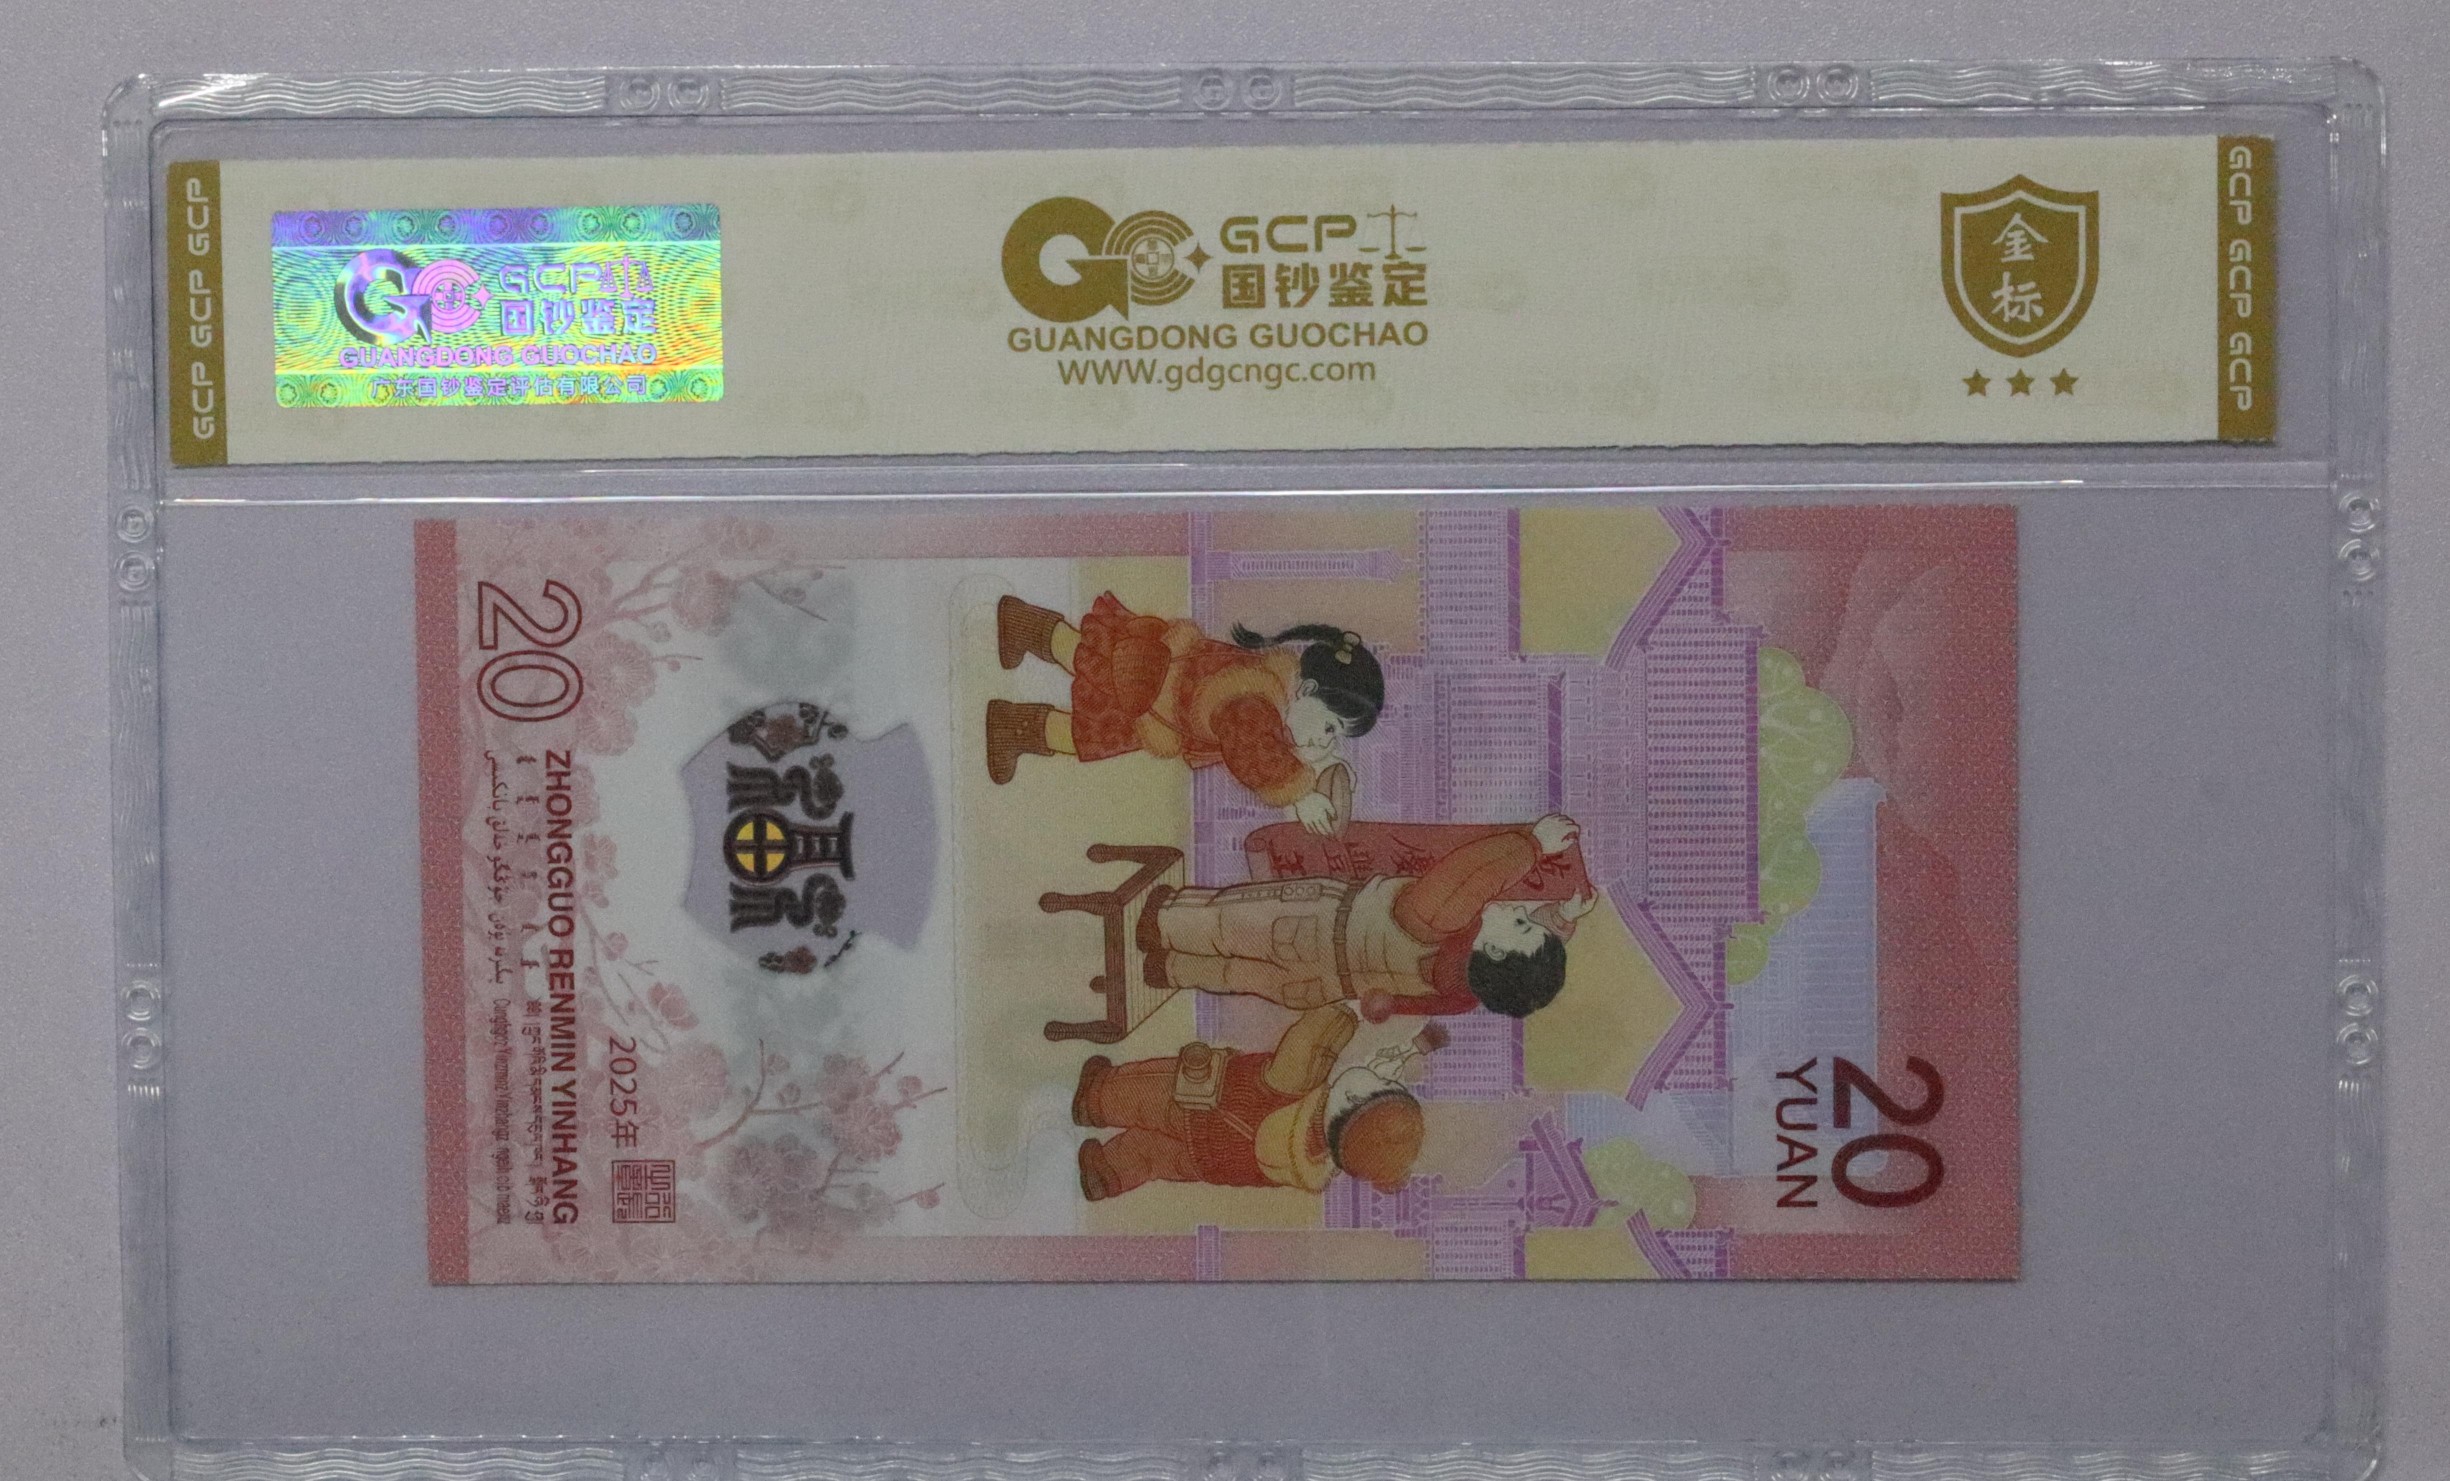 GCP GCP GCP
GCP
国钞鉴定
GUANGDONG GUOCHAO
广东国钞鉴定评估有限公司
GCP
国钞鉴定
GUANGDONG GUOCHAO
WWW.gdgcngc.com
金
标
GCP GCP GCP
20
YUAN
2025年
20
ZHONGGUO RENMIN YINHANG